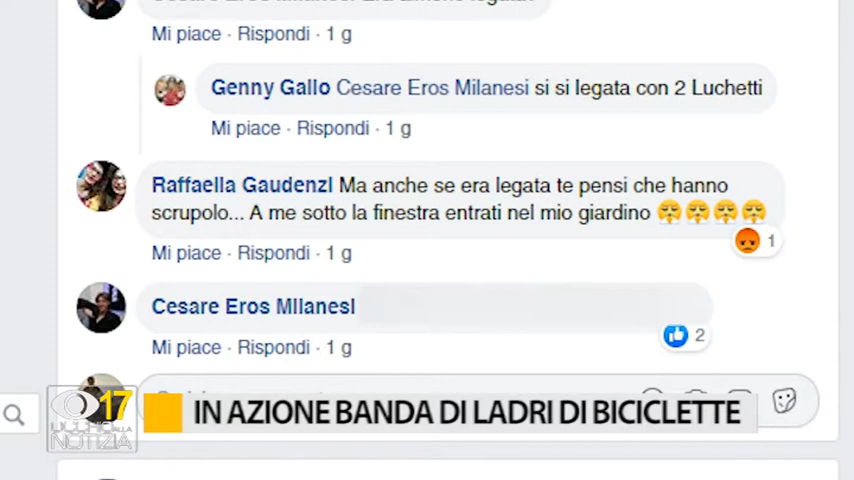 Mi piace · Rispondi · 1 g
Genny Gallo Cesare Eros Milanesi si si legata con 2 Luchetti
Mi piace · Rispondi · 1 g
Raffaella Gaudenzi Ma anche se era legata te pensi che hanno
scrupolo... A me sotto la finestra entrati nel mio giardino 😤😤😤😤
😡 1
Mi piace · Rispondi · 1 g
Cesare Eros Milanesi
👍 2
Mi piace · Rispondi · 1 g
17
OCCHIO ALLA
NOTIZIA
IN AZIONE BANDA DI LADRI DI BICICLETTE